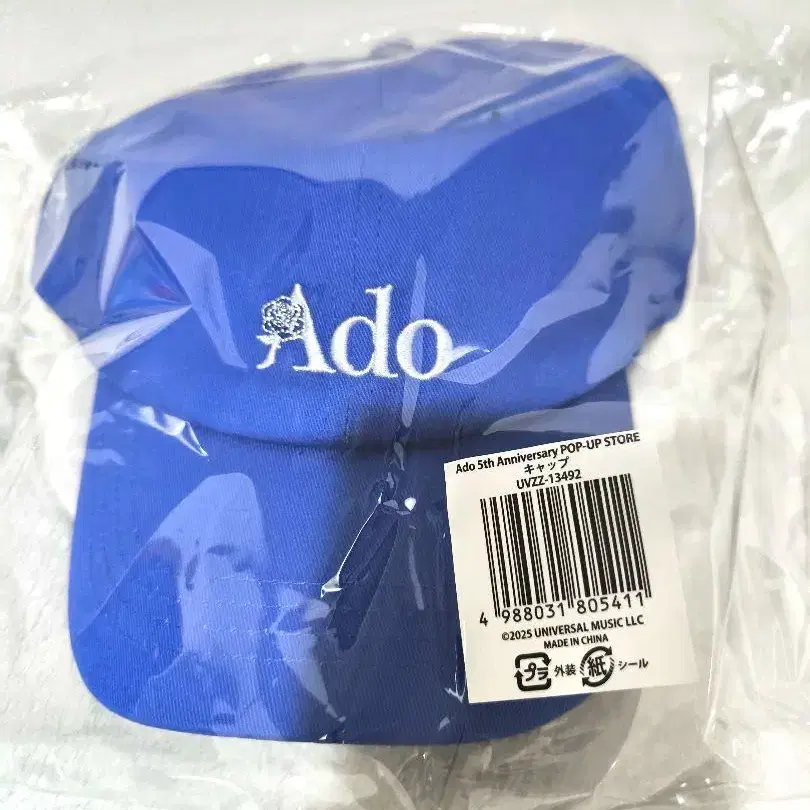 Ado
Ado 5th Anniversary POP-UP STORE
キャップ
UVZZ-13492
4 988031 805411
©2025 UNIVERSAL MUSIC LLC
MADE IN CHINA
プラ 外装 紙 シール